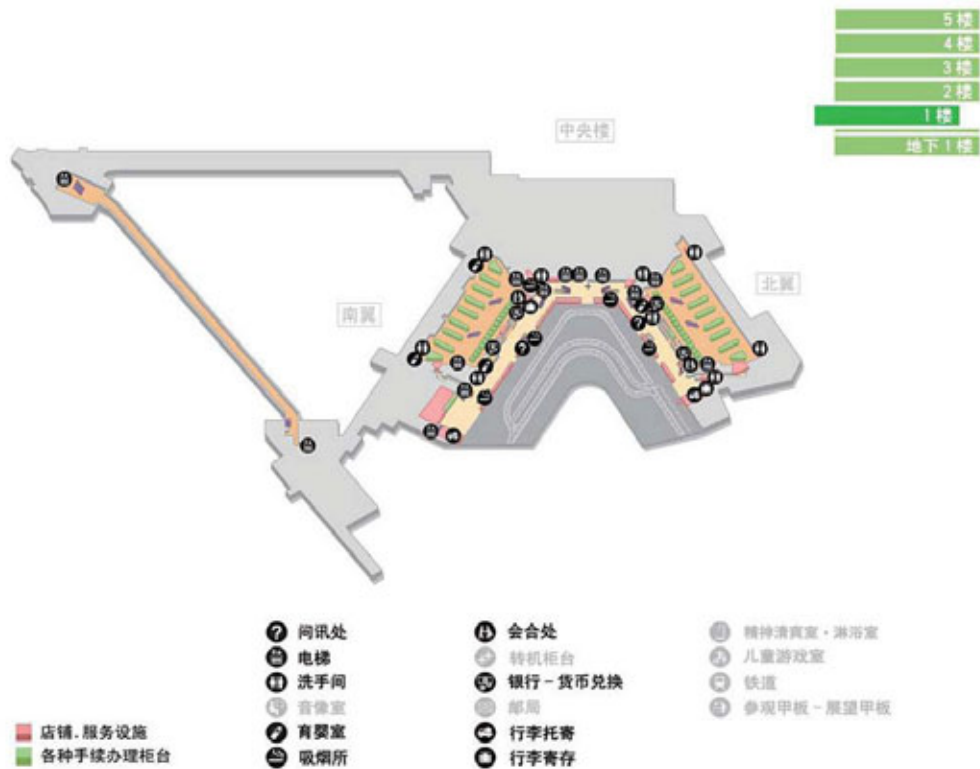 5 楼
4 楼
3 楼
2 楼
1 楼
地下 1 楼
中央楼
南翼
北翼
问讯处
电梯
洗手间
音像室
育婴室
吸烟所
会合处
转机柜台
银行－货币兑换
邮局
行李托寄
行李寄存
精神清爽室・淋浴室
儿童游戏室
铁道
参观甲板－展望甲板
店铺.服务设施
各种手续办理柜台